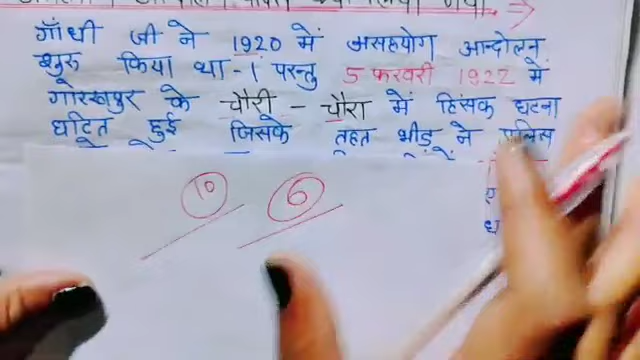 गाँधी जी ने 1920 में असहयोग आन्दोलन
शुरू किया था -। परन्तु 5 फरवरी 1922 में
गोरखपुर के चौरी - चौरा में हिंसक घटना
घटित हुई जिसके तहत भीड़ ने पुलिस
10 6